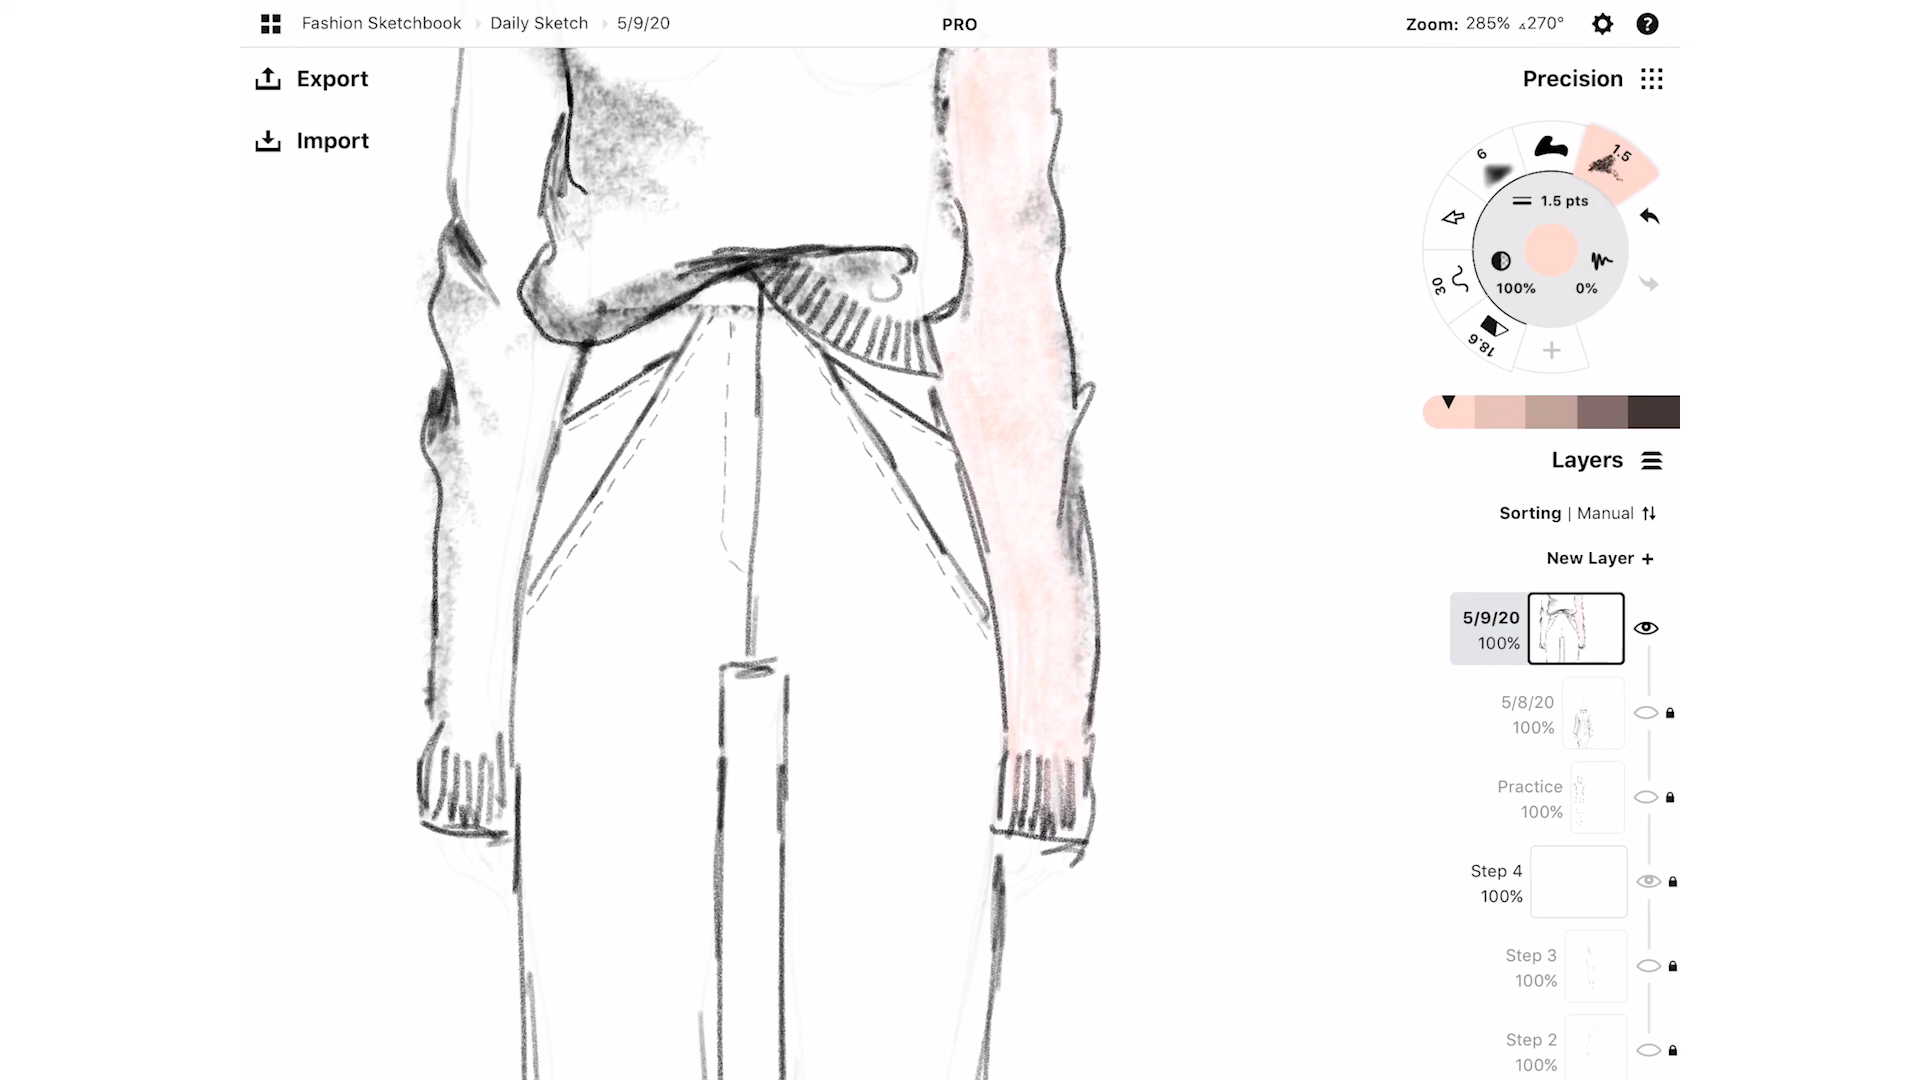 Fashion Sketchbook Daily Sketch 5/9/20
PRO
Zoom: 285% ⊿270°
Export
Import
Precision
6
1.5
1.5 pts
100%
0%
30
18.6
Layers
Sorting | Manual
New Layer +
5/9/20
100%
5/8/20
100%
Practice
100%
Step 4
100%
Step 3
100%
Step 2
100%